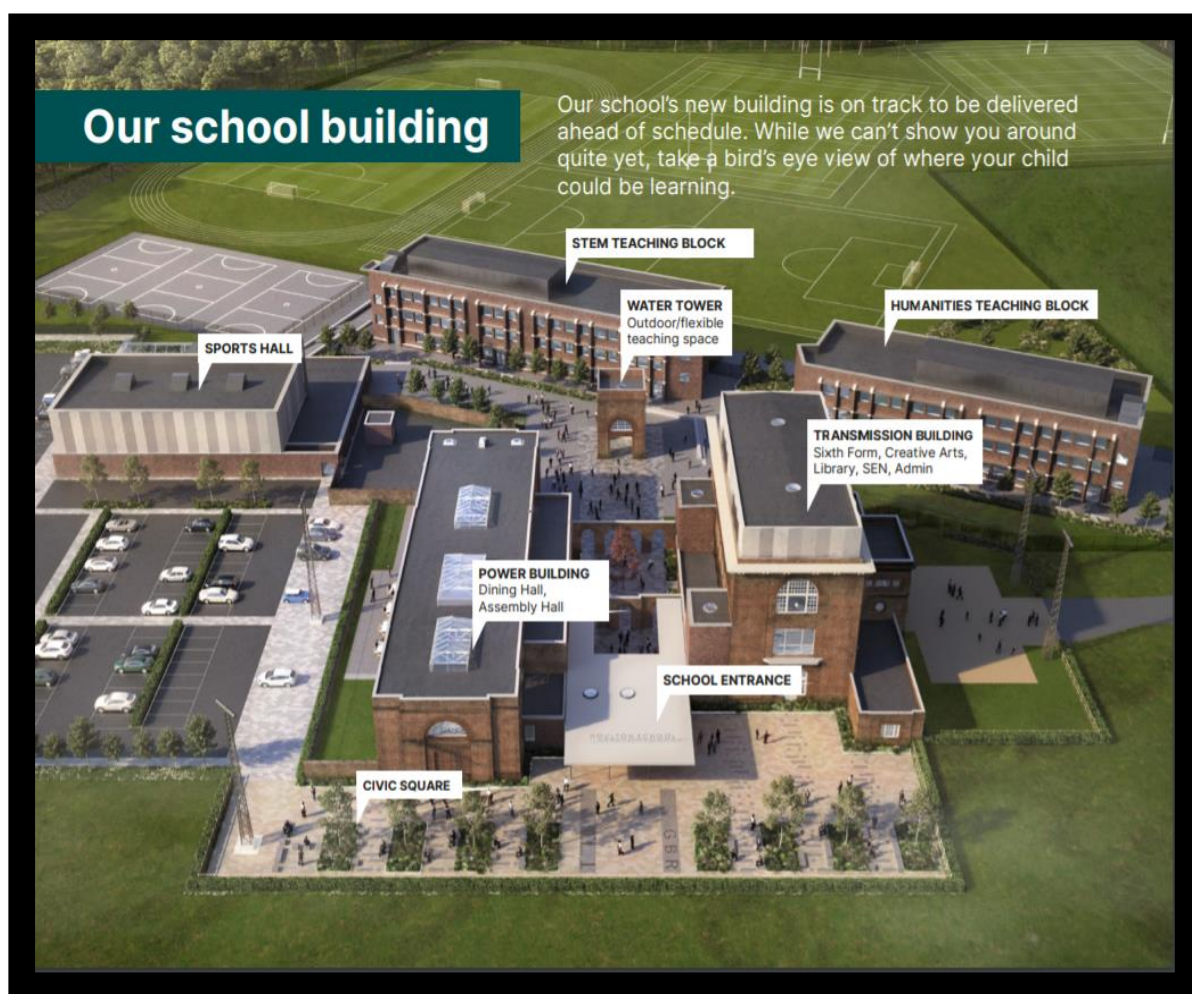 Our school building
Our school's new building is on track to be delivered
ahead of schedule. While we can't show you around
quite yet, take a bird's eye view of where your child
could be learning.
STEM TEACHING BLOCK
WATER TOWER
Outdoor/flexible
teaching space
HUMANITIES TEACHING BLOCK
SPORTS HALL
TRANSMISSION BUILDING
Sixth Form, Creative Arts,
Library, SEN, Admin
POWER BUILDING
Dining Hall,
Assembly Hall
SCHOOL ENTRANCE
CIVIC SQUARE
GBR